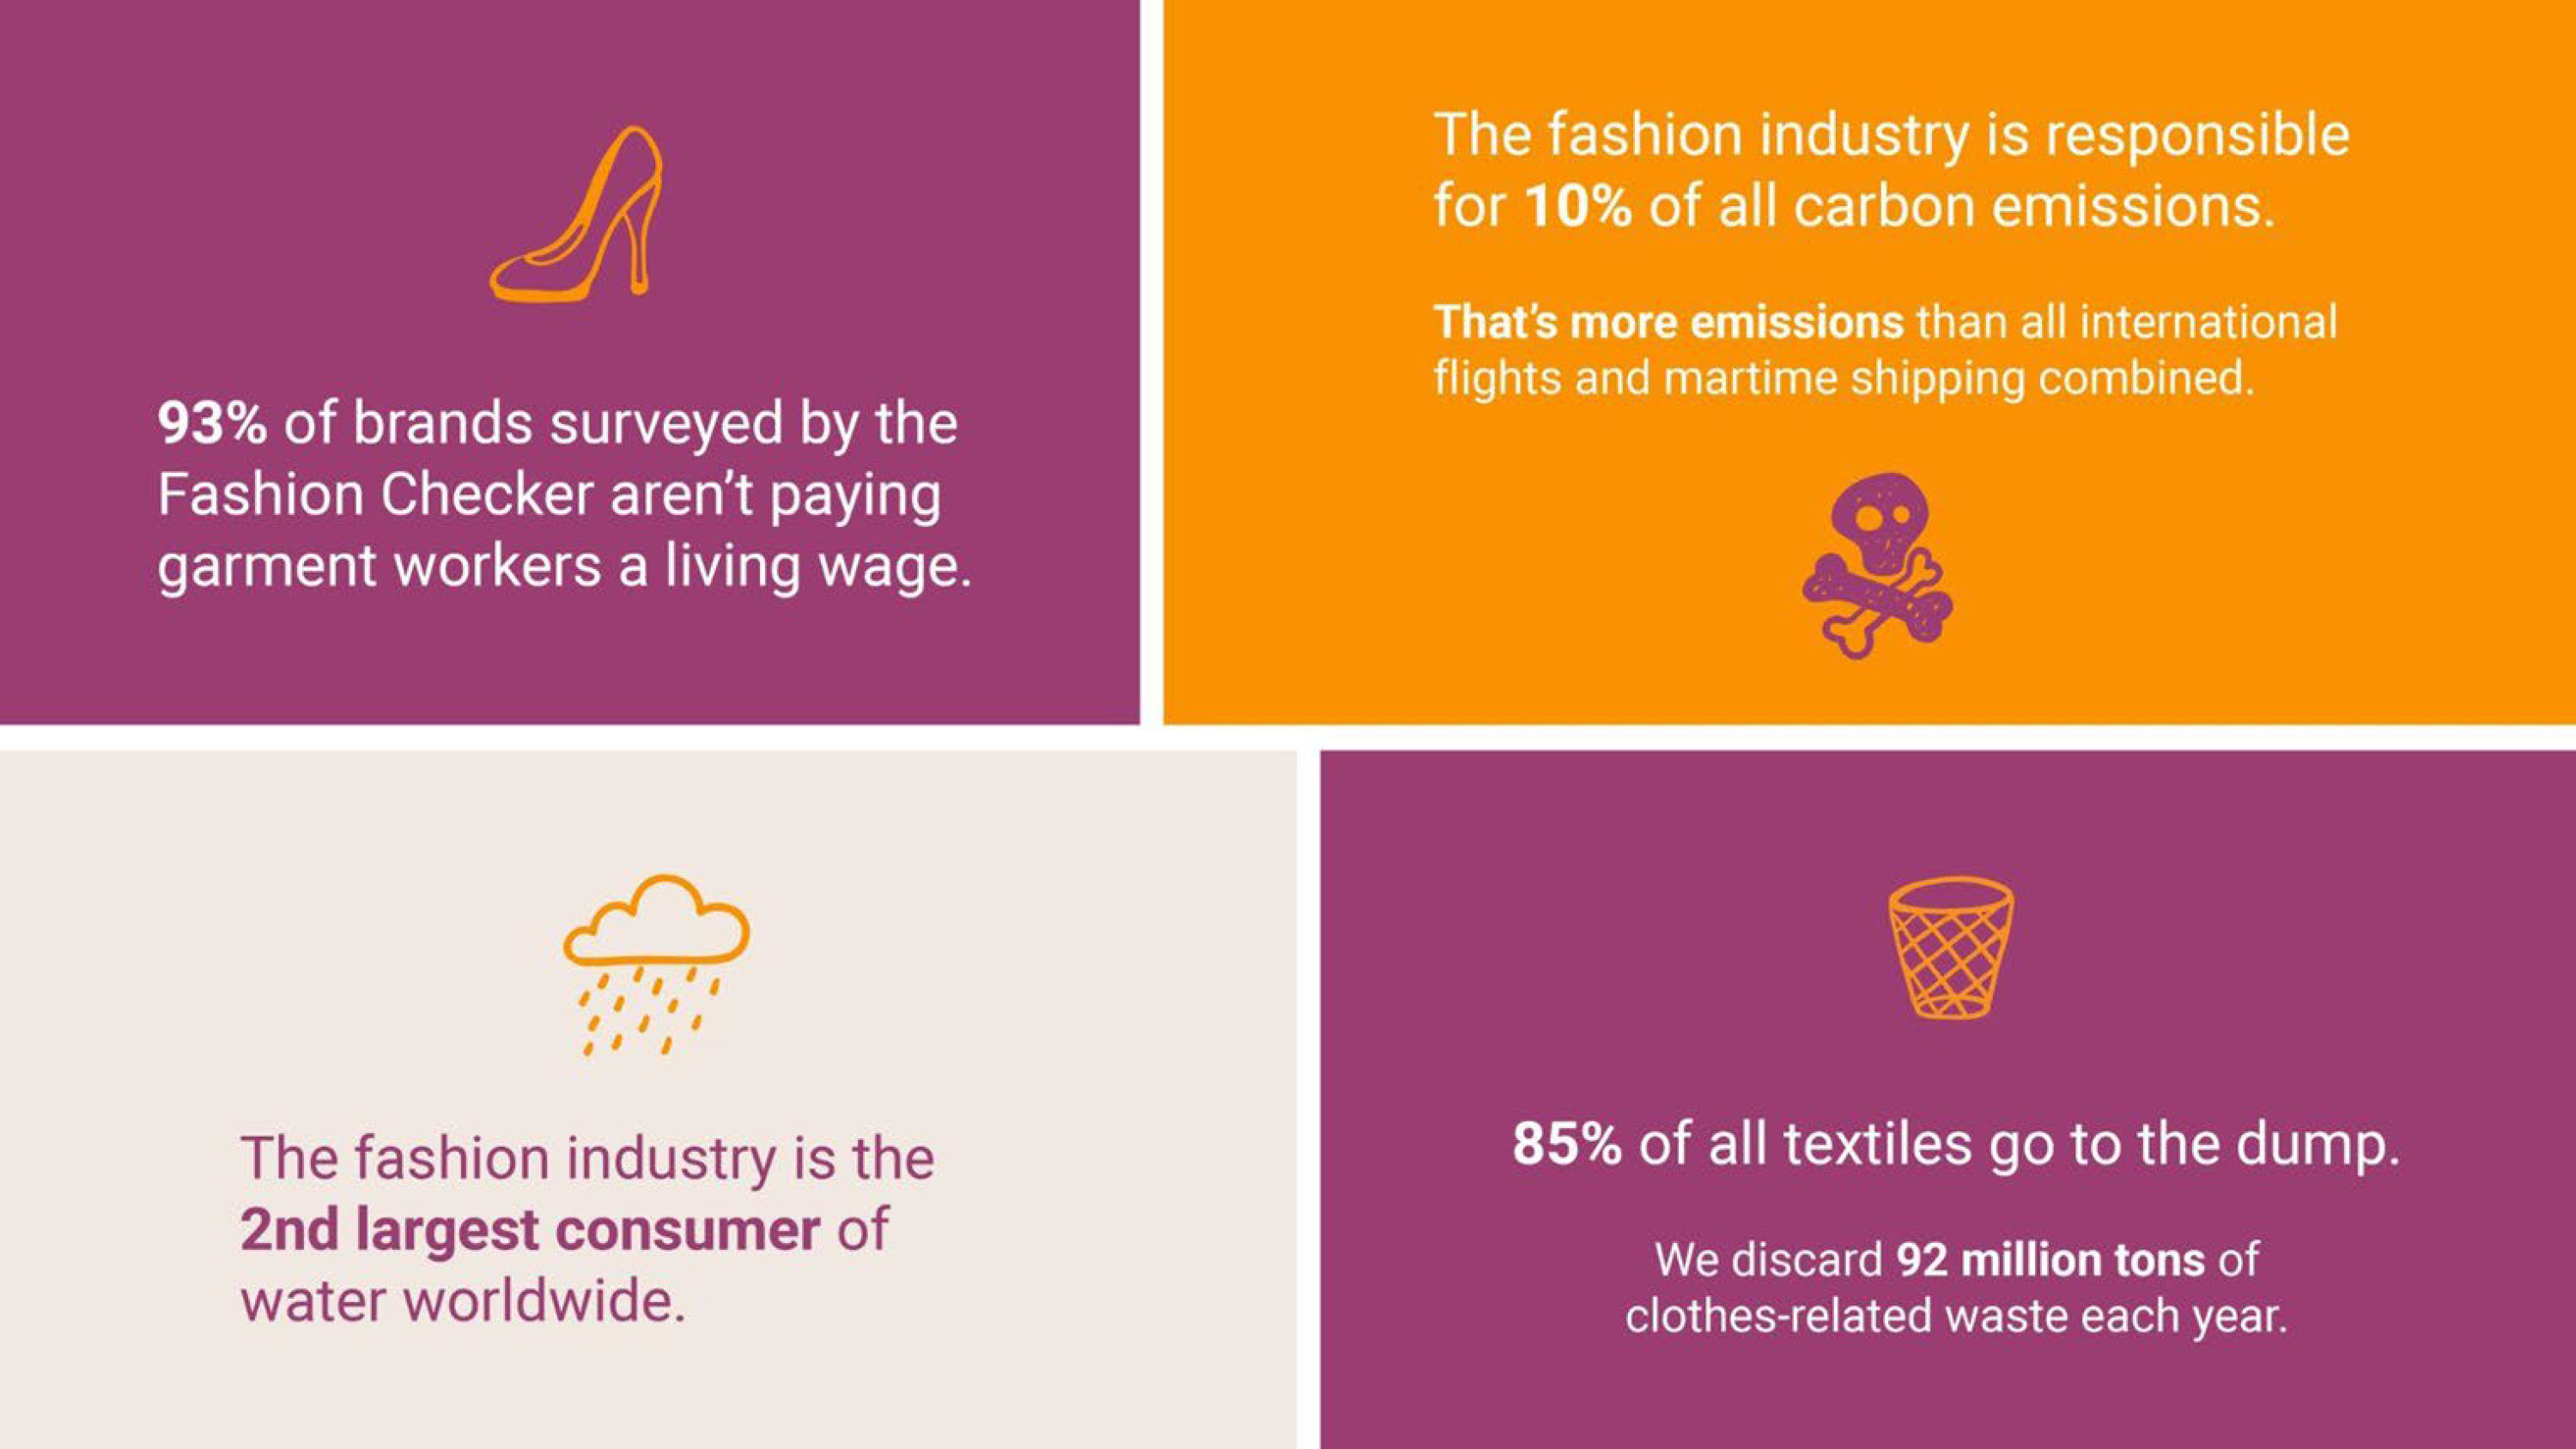 93% of brands surveyed by the
Fashion Checker aren't paying
garment workers a living wage.
The fashion industry is responsible
for 10% of all carbon emissions.
That's more emissions than all international
flights and martime shipping combined.
The fashion industry is the
2nd largest consumer of
water worldwide.
85% of all textiles go to the dump.
We discard 92 million tons of
clothes-related waste each year.